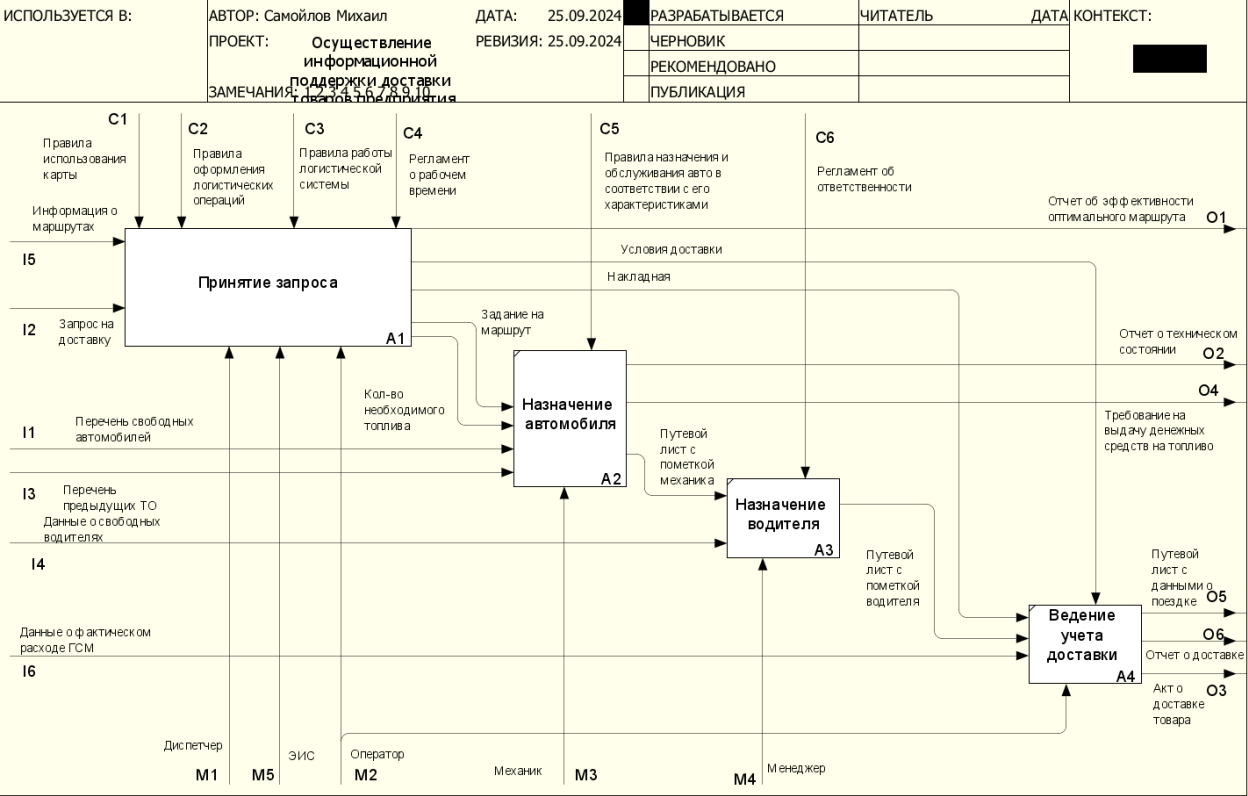 ИСПОЛЬЗУЕТСЯ В:
АВТОР: Самойлов Михаил
ДАТА: 25.09.2024
РАЗРАБАТЫВАЕТСЯ
ЧИТАТЕЛЬ
ДАТА
КОНТЕКСТ:
ПРОЕКТ:
Осуществление
информационной
поддержки доставки
товаров предприятия
РЕВИЗИЯ: 25.09.2024
ЧЕРНОВИК
РЕКОМЕНДОВАНО
ЗАМЕЧАНИЯ: 1 2 3 4 5 6 7 8 9 10
ПУБЛИКАЦИЯ
C1
Правила
использования
карты
C2
Правила
оформления
логистических
операций
C3
Правила работы
логистической
системы
C4
Регламент
о рабочем
времени
C5
Правила назначения и
обслуживания авто в
соответствии с его
характеристиками
C6
Регламент об
ответственности
Информация о
маршрутах
I5
I2
Запрос на
доставку
Принятие запроса
A1
Отчет об эффективности
оптимального маршрута
O1
Условия доставки
Накладная
Задание на
маршрут
Кол-во
необходимого
топлива
Отчет о техническом
состоянии
O2
O4
Требование на
выдачу денежных
средств на топливо
Перечень свободных
автомобилей
I1
I3
Перечень
предыдущих ТО
Назначение
автомобиля
A2
Путевой
лист с
пометкой
механика
Данные о свободных
водителях
I4
Назначение
водителя
A3
Путевой
лист с
пометкой
водителя
Путевой
лист с
данными о
поездке
O5
Данные о фактическом
расходе ГСМ
I6
Ведение
учета
доставки
A4
O6
Отчет о доставке
Акт о
доставке
товара
O3
Диспетчер
M1
ЭИС
M5
Оператор
M2
Механик
M3
Менеджер
M4